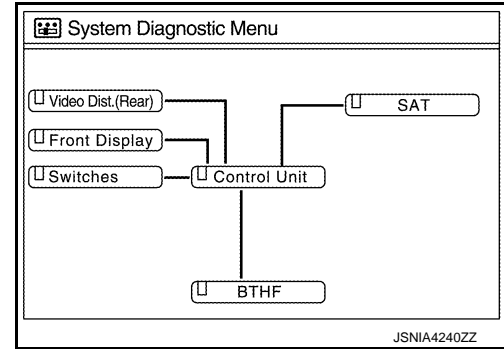 System Diagnostic Menu
Video Dist.(Rear)
SAT
Front Display
Switches
Control Unit
BTHF
JSNIA4240ZZ